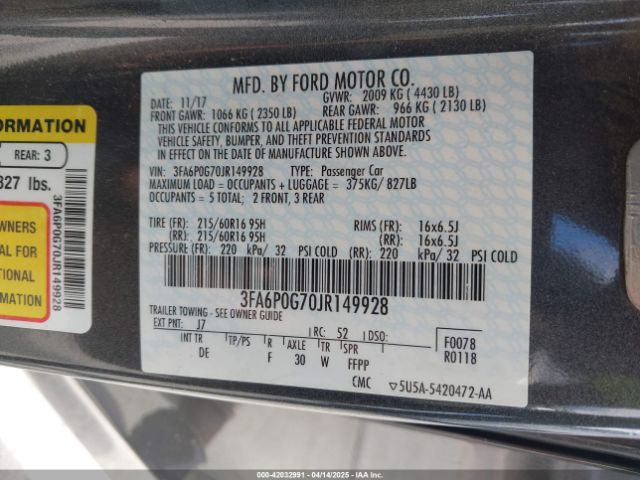 MFD. BY FORD MOTOR CO.
DATE: 11/17 GVWR: 2009 KG ( 4430 LB)
FRONT GAWR: 1066 KG ( 2350 LB) REAR GAWR: 966 KG ( 2130 LB)
THIS VEHICLE CONFORMS TO ALL APPLICABLE FEDERAL MOTOR
VEHICLE SAFETY, BUMPER, AND THEFT PREVENTION STANDARDS
IN EFFECT ON THE DATE OF MANUFACTURE SHOWN ABOVE.
VIN: 3FA6P0G70JR149928 TYPE: Passenger Car
MAXIMUM LOAD = OCCUPANTS + LUGGAGE = 375KG/ 827LB
OCCUPANTS = 5 TOTAL; 2 FRONT, 3 REAR
TIRE (FR): 215/60R16 95H RIMS (FR): 16x6.5J
(RR): 215/60R16 95H (RR): 16x6.5J
PRESSURE (FR): 220 kPa/ 32 PSI COLD (RR): 220 kPa/ 32 PSI COLD
3FA6P0G70JR149928
TRAILER TOWING - SEE OWNER GUIDE
EXT PNT: J7 RC: 52 DSO:
INT TR TP/PS R AXLE TR SPR
DE F 30 W FFPP
CMC
F0078
R0118
▽5U5A-5420472-AA
ORMATION
REAR: 3
827 lbs.
WNERS
AL FOR
TIONAL
ATION
3FA6P0G70JR149928
000-42032991 04/14/2025 IAAI.COM